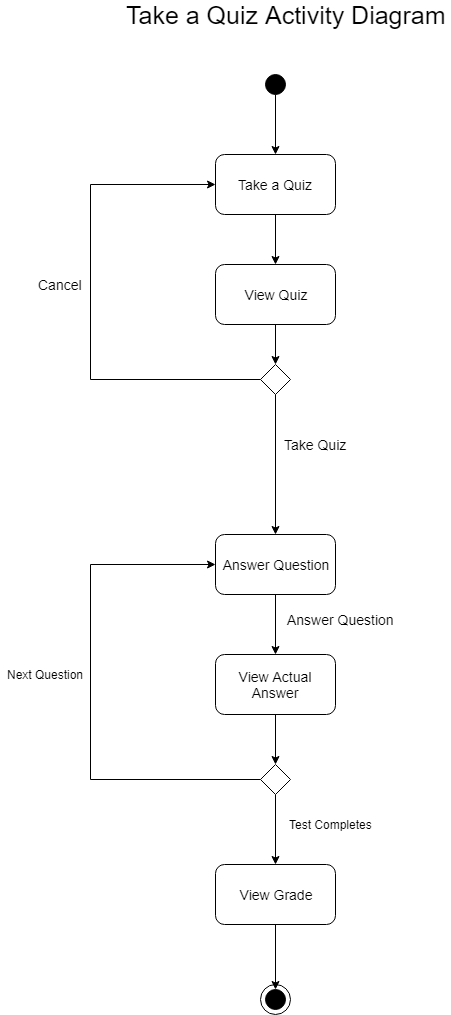 Take a Quiz Activity Diagram
Take a Quiz
Cancel
View Quiz
Take Quiz
Answer Question
Answer Question
Next Question
View Actual
Answer
Test Completes
View Grade